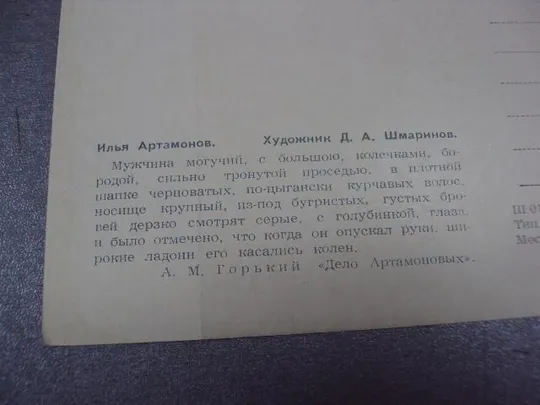 Илья Артамонов. Художник Д. А. Шмаринов.
Мужчина могучий, с большою, колечками, бо-
родой, сильно тронутой проседью, в плотной
шапке черноватых, по-цыгански курчавых волос,
носище крупный, из-под бугристых, густых бро-
вей дерзко смотрят серые, с голубинкой, глаза,
и было отмечено, что когда он опускал руки, ши-
рокие ладони его касались колен.
А. М. Горький «Дело Артамоновых».
Тип.
Мос